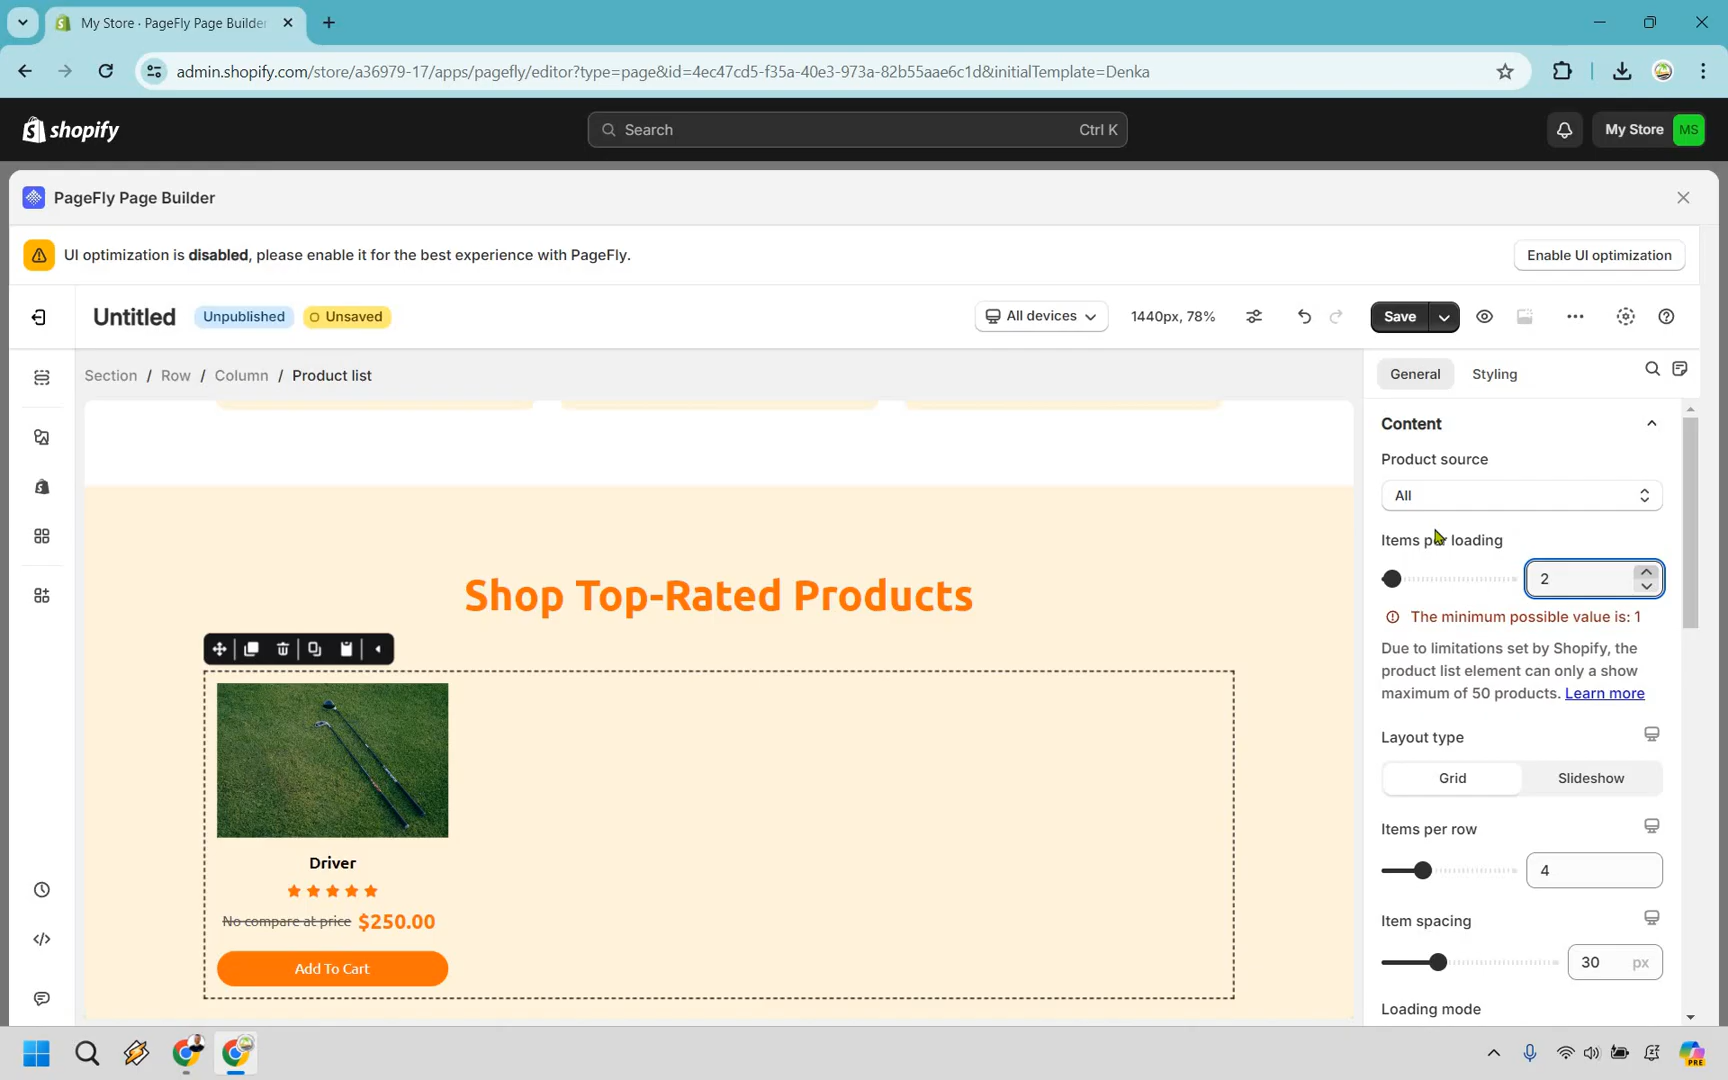 My Store · PageFly Page Builder
admin.shopify.com/store/a36979-17/apps/pagefly/editor?type=page&id=4ec47cd5-f35a-40e3-973a-82b55aae6c1d&initialTemplate=Denka
shopify
Search
Ctrl K
My Store
MS
PageFly Page Builder
UI optimization is disabled, please enable it for the best experience with PageFly.
Enable UI optimization
Untitled
Unpublished
Unsaved
All devices
1440px, 78%
Save
Section / Row / Column / Product list
General
Styling
Content
Product source
All
Items per loading
2
The minimum possible value is: 1
Due to limitations set by Shopify, the
product list element can only a show
maximum of 50 products. Learn more
Layout type
Grid
Slideshow
Items per row
4
Item spacing
30 px
Loading mode
Shop Top-Rated Products
Driver
No compare at price $250.00
Add To Cart
PRE